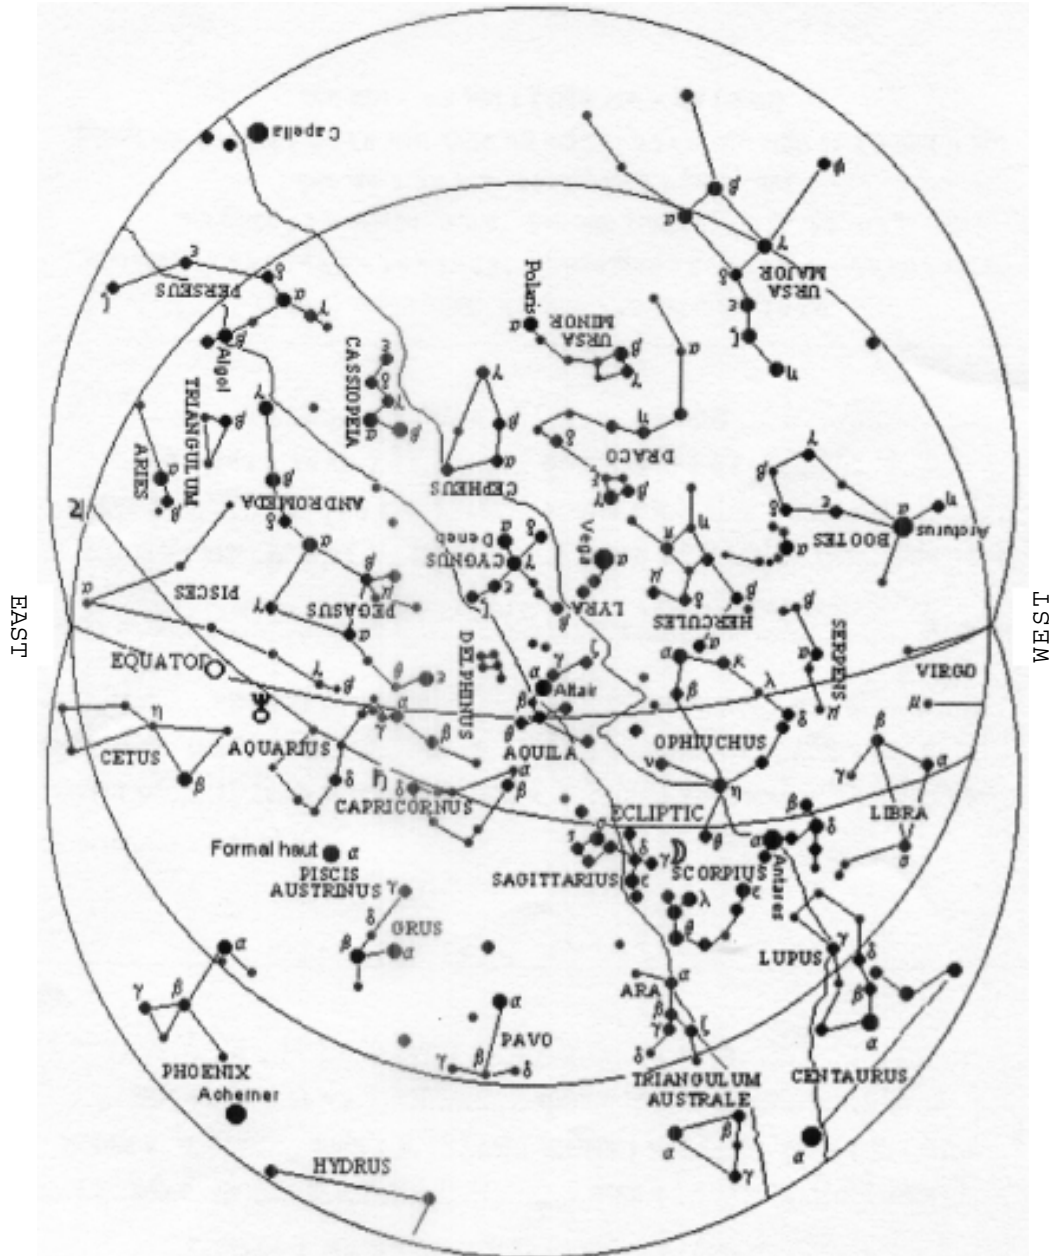 Capella
β
ψ
α
γ
δ
URSA
MAJOR
ε
ζ
η
ε
δ
PERSEUS
ζ
α
γ
β
Algol
Polaris
α
URSA
MINOR
β
γ
CASSIOPEIA
ε
δ
γ
α
β
α
γ
β
α
CEPHEUS
η
δ
DRACO
ξ
γ
β
TRIANGULUM
β
ARIES
α
β
γ
β
ANDROMEDA
δ
α
γ
β
ε
α
η
BOOTES
Arcturus
α
Deneb
CYGNUS
γ
ε
ζ
β
Vega
α
LYRA
η
π
μ
δ
β
HERCULES
α
PISCES
α
γ
β
μ
PEGASUS
α
θ
ε
EAST
DELPHINUS
SERPENS
β
α
μ
VIRGO
μ
EQUATOR
γ
β
ζ
γ
α
Altair
β
θ
AQUILA
α
κ
β
λ
δ
OPHIUCHUS
ν
η
θ
CETUS
η
β
AQUARIUS
α
γ
β
δ
CAPRICORNUS
δ
α
β
ECLIPTIC
LIBRA
β
γ
α
σ
Formal haut
α
PISCIS
AUSTRINUS
γ
SAGITTARIUS
σ
τ
δ
γ
ε
SCORPIUS
α
Antares
β
δ
ε
λ
θ
δ
GRUS
β
α
LUPUS
γ
δ
β
α
γ
β
α
PHOENIX
Acherner
α
PAVO
γ
β
δ
ARA
α
β
γ
ζ
δ
TRIANGULUM
AUSTRALE
β
α
γ
CENTAURUS
α
α
HYDRUS